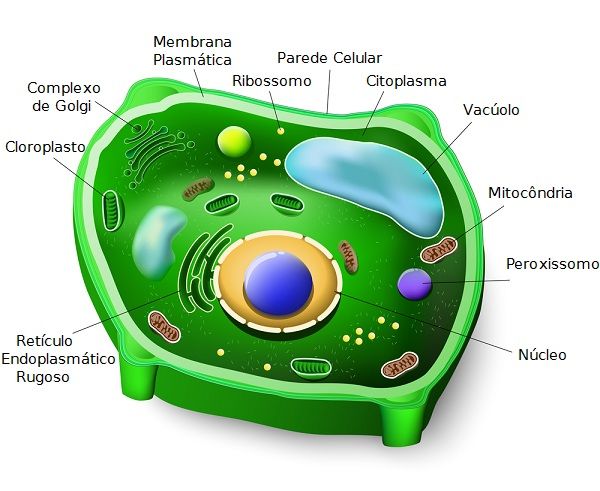 Membrana
Plasmática
Parede Celular
Ribossomo
Citoplasma
Complexo
de Golgi
Vacúolo
Cloroplasto
Mitocôndria
Peroxissomo
Retículo
Endoplasmático
Rugoso
Núcleo